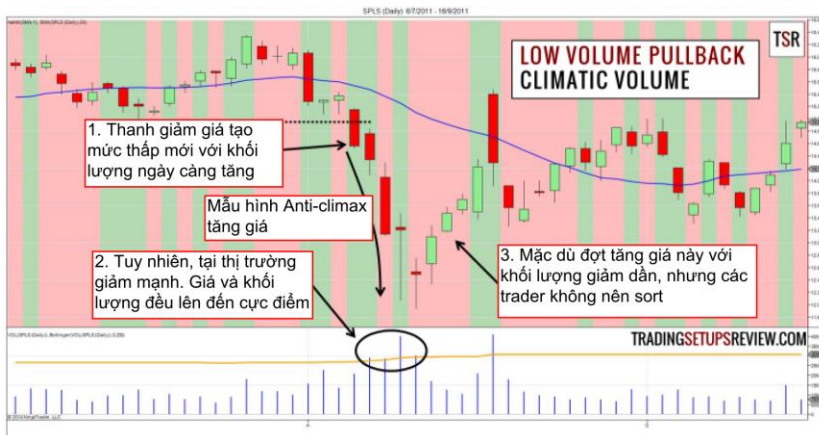 SPLS (Daily) 6/7/2011 - 16/9/2011
TSR
LOW VOLUME PULLBACK
CLIMATIC VOLUME
1. Thanh giảm giá tạo
mức thấp mới với khối
lượng ngày càng tăng
Mẫu hình Anti-climax
tăng giá
2. Tuy nhiên, tại thị trường
giảm mạnh. Giá và khối
lượng đều lên đến cực điểm
3. Mặc dù đợt tăng giá này với
khối lượng giảm dần, nhưng các
trader không nên sort
TRADINGSETUPSREVIEW.COM
© 2014 NinjaTrader, LLC
A